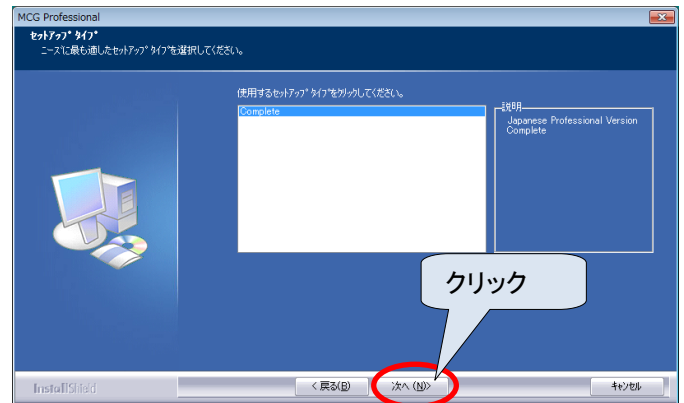 MCG Professional
セットアップ タイプ
ニーズに最も適したセットアップ タイプを選択してください。
使用するセットアップ タイプをクリックしてください。
Complete
説明
Japanese Professional Version
Complete
クリック
InstallShield
< 戻る(B)
次へ (N)>
キャンセル